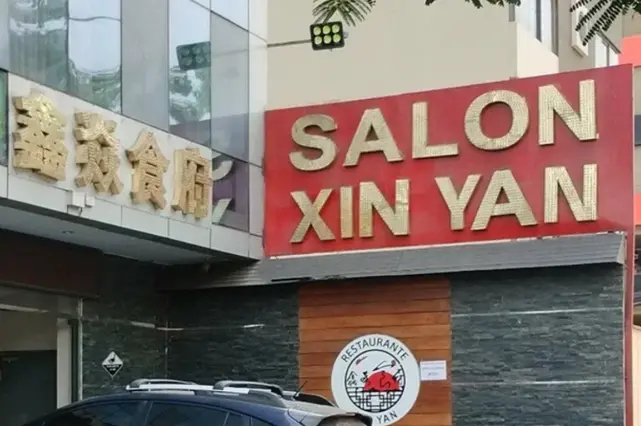 鑫焱食府
SALON
XIN YAN
RESTAURANTE
YAN